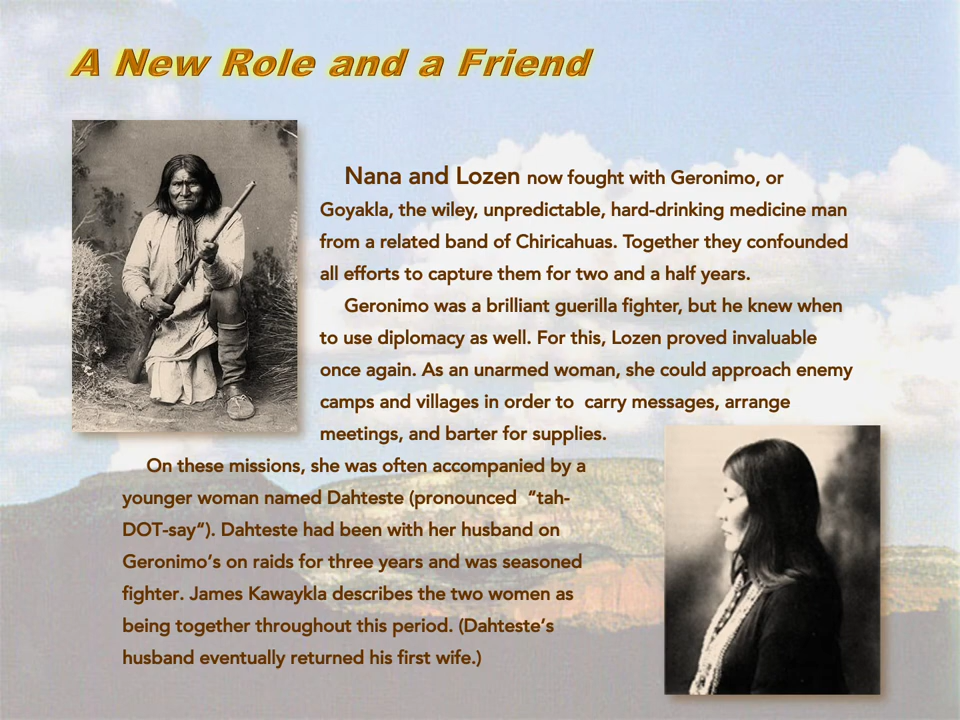 A New Role and a Friend
Nana and Lozen now fought with Geronimo, or
Goyakla, the wiley, unpredictable, hard-drinking medicine man
from a related band of Chiricahuas. Together they confounded
all efforts to capture them for two and a half years.
Geronimo was a brilliant guerilla fighter, but he knew when
to use diplomacy as well. For this, Lozen proved invaluable
once again. As an unarmed woman, she could approach enemy
camps and villages in order to  carry messages, arrange
meetings, and barter for supplies.
On these missions, she was often accompanied by a
younger woman named Dahteste (pronounced  “tah-
DOT-say”). Dahteste had been with her husband on
Geronimo’s on raids for three years and was seasoned
fighter. James Kawaykla describes the two women as
being together throughout this period. (Dahteste’s
husband eventually returned his first wife.)